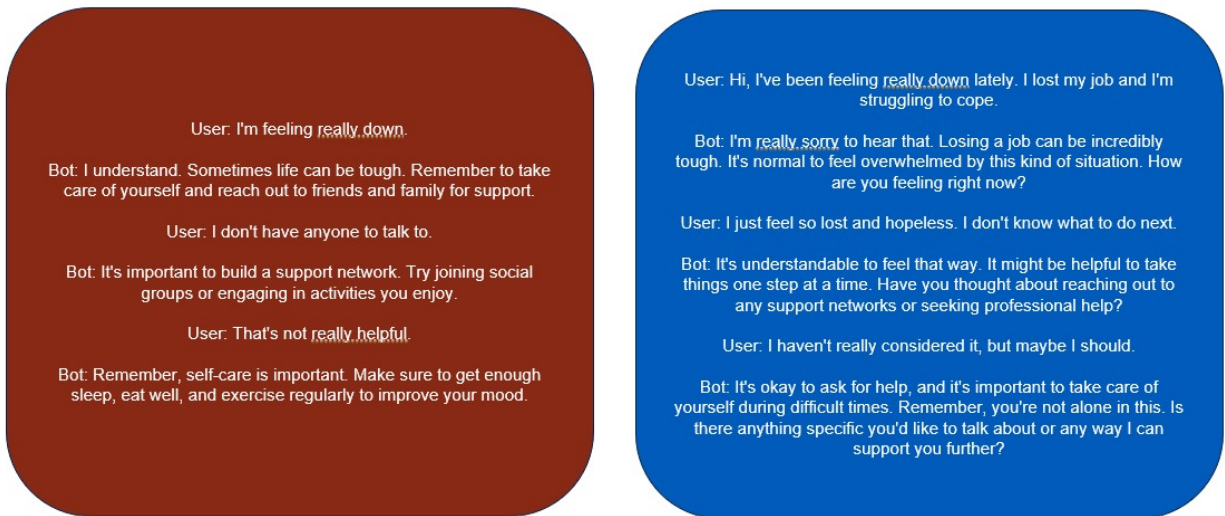 User: I'm feeling really down.
Bot: I understand. Sometimes life can be tough. Remember to take
care of yourself and reach out to friends and family for support.
User: I don't have anyone to talk to.
Bot: It's important to build a support network. Try joining social
groups or engaging in activities you enjoy.
User: That's not really helpful.
Bot: Remember, self-care is important. Make sure to get enough
sleep, eat well, and exercise regularly to improve your mood.
User: Hi, I've been feeling really down lately. I lost my job and I'm
struggling to cope.
Bot: I'm really sorry to hear that. Losing a job can be incredibly
tough. It's normal to feel overwhelmed by this kind of situation. How
are you feeling right now?
User: I just feel so lost and hopeless. I don't know what to do next.
Bot: It's understandable to feel that way. It might be helpful to take
things one step at a time. Have you thought about reaching out to
any support networks or seeking professional help?
User: I haven't really considered it, but maybe I should.
Bot: It's okay to ask for help, and it's important to take care of
yourself during difficult times. Remember, you're not alone in this. Is
there anything specific you'd like to talk about or any way I can
support you further?